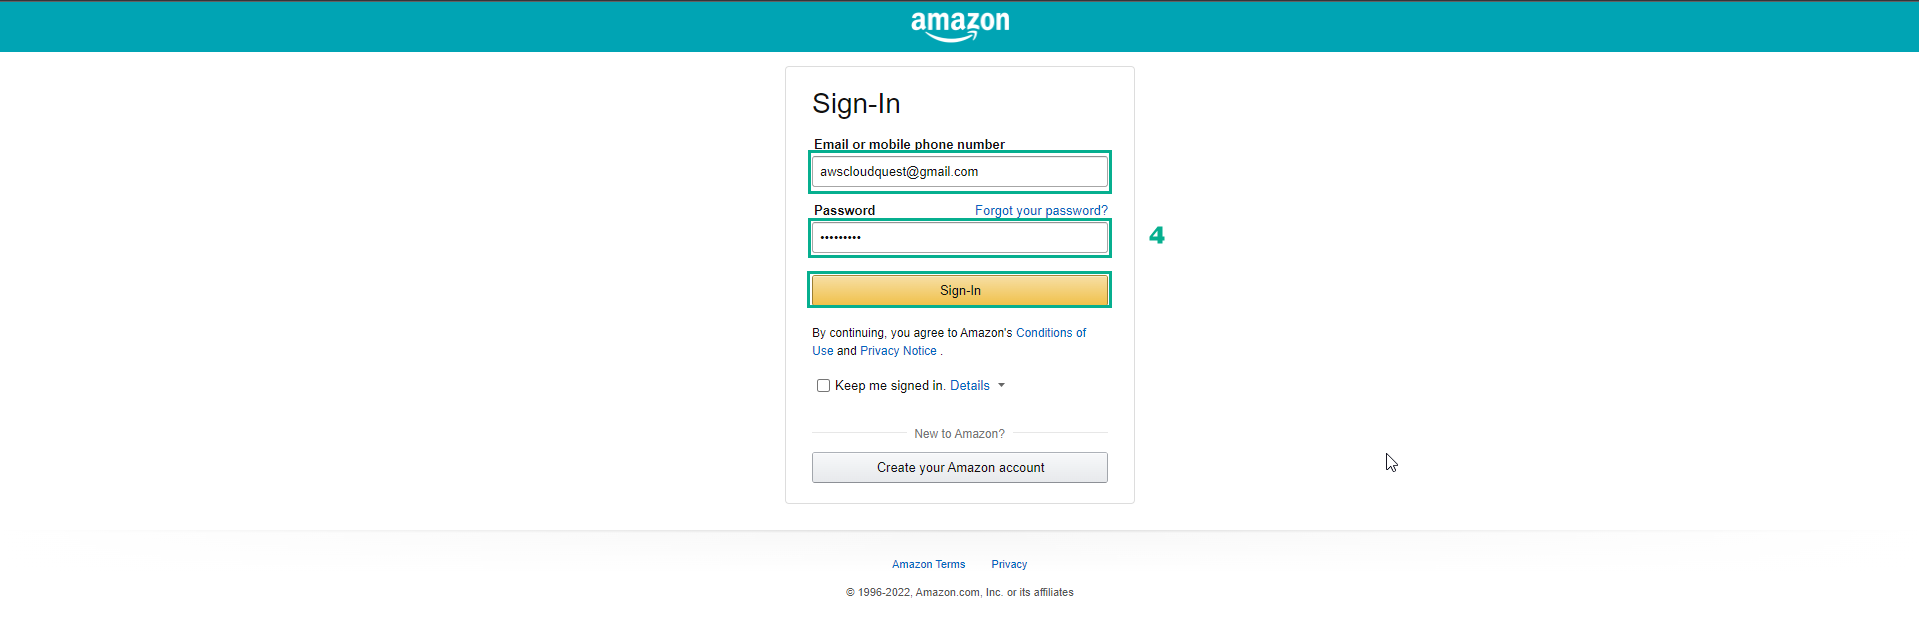 amazon
Sign-In
Email or mobile phone number
awscloudquest@gmail.com
Password Forgot your password?
•••••••••
4
Sign-In
By continuing, you agree to Amazon's Conditions of
Use and Privacy Notice .
Keep me signed in. Details
New to Amazon?
Create your Amazon account
Amazon Terms Privacy
© 1996-2022, Amazon.com, Inc. or its affiliates